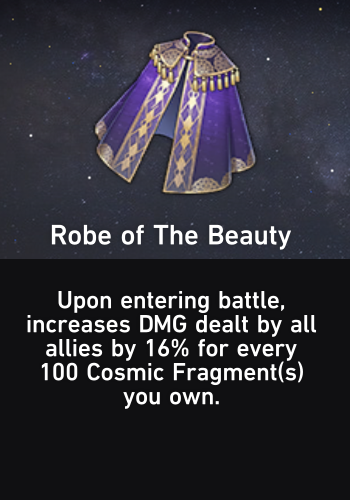 Robe of The Beauty
Upon entering battle,
increases DMG dealt by all
allies by 16% for every
100 Cosmic Fragment(s)
you own.